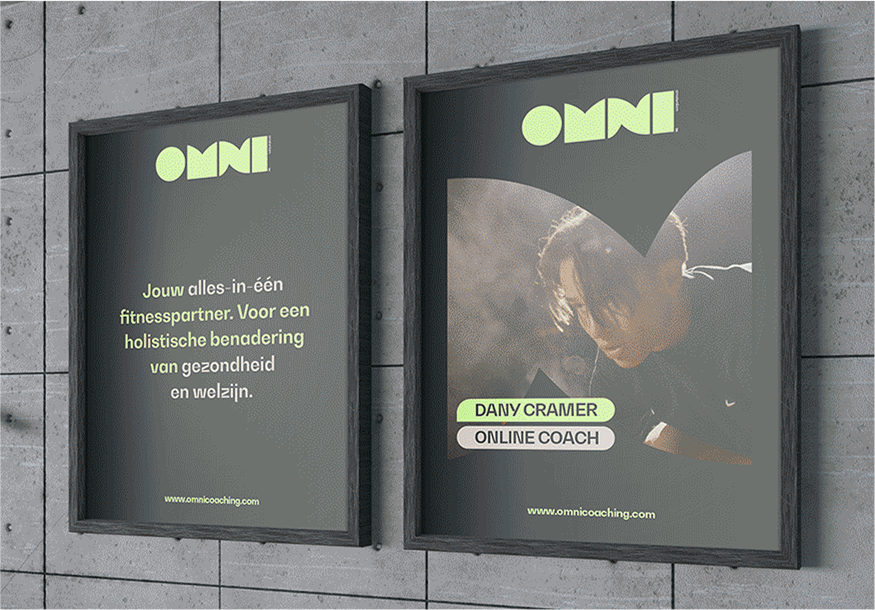 OMNI
Jouw alles-in-één
fitnesspartner. Voor een
holistische benadering
van gezondheid
en welzijn.
www.omnicoaching.com
OMNI
DANY CRAMER
ONLINE COACH
www.omnicoaching.com